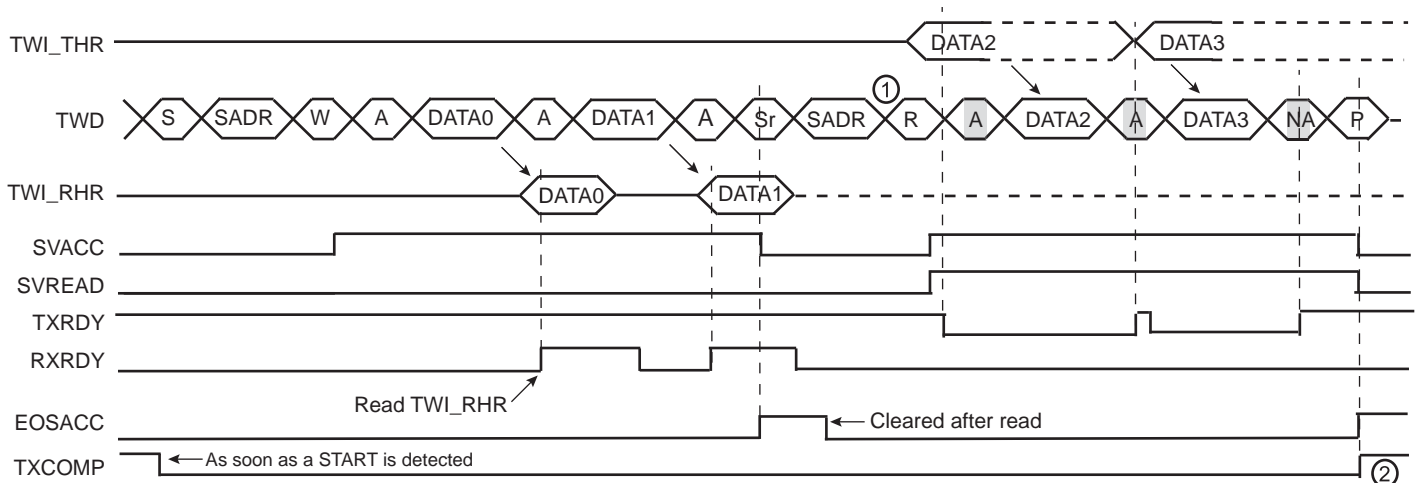 TWI_THR DATA2 DATA3
①
TWD S SADR W A DATA0 A DATA1 A Sr SADR R A DATA2 A DATA3 NA P
TWI_RHR DATA0 DATA1
SVACC
SVREAD
TXRDY
RXRDY
Read TWI_RHR
EOSACC Cleared after read
TXCOMP As soon as a START is detected ②